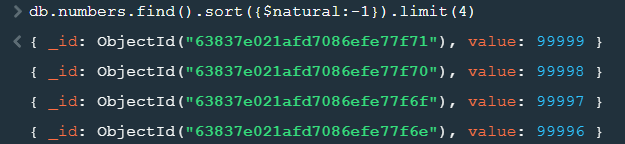 > db.numbers.find().sort({$natural:-1}).limit(4)
< { _id: ObjectId("63837e021afd7086efe77f71"), value: 99999 }
{ _id: ObjectId("63837e021afd7086efe77f70"), value: 99998 }
{ _id: ObjectId("63837e021afd7086efe77f6f"), value: 99997 }
{ _id: ObjectId("63837e021afd7086efe77f6e"), value: 99996 }